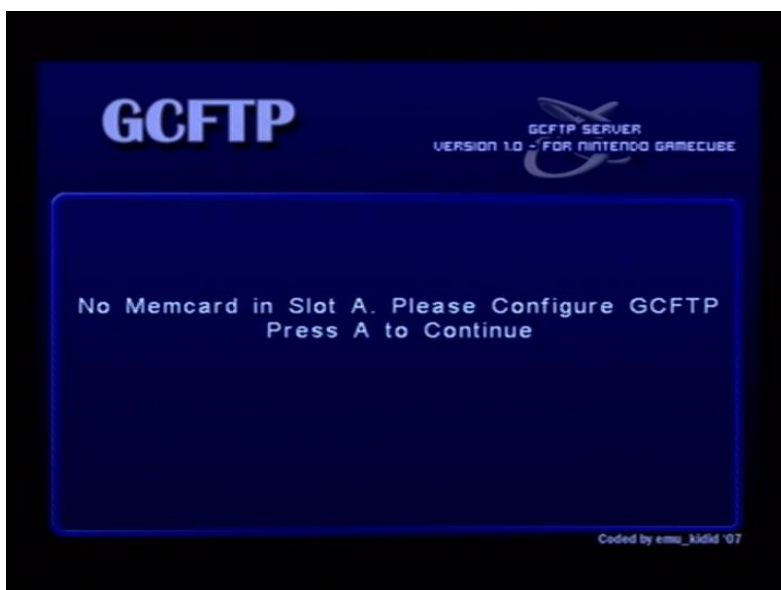 GCFTP
GCFTP SERVER
VERSION 1.0 - FOR NINTENDO GAMECUBE
No Memcard in Slot A. Please Configure GCFTP
Press A to Continue
Coded by emu_kidid '07